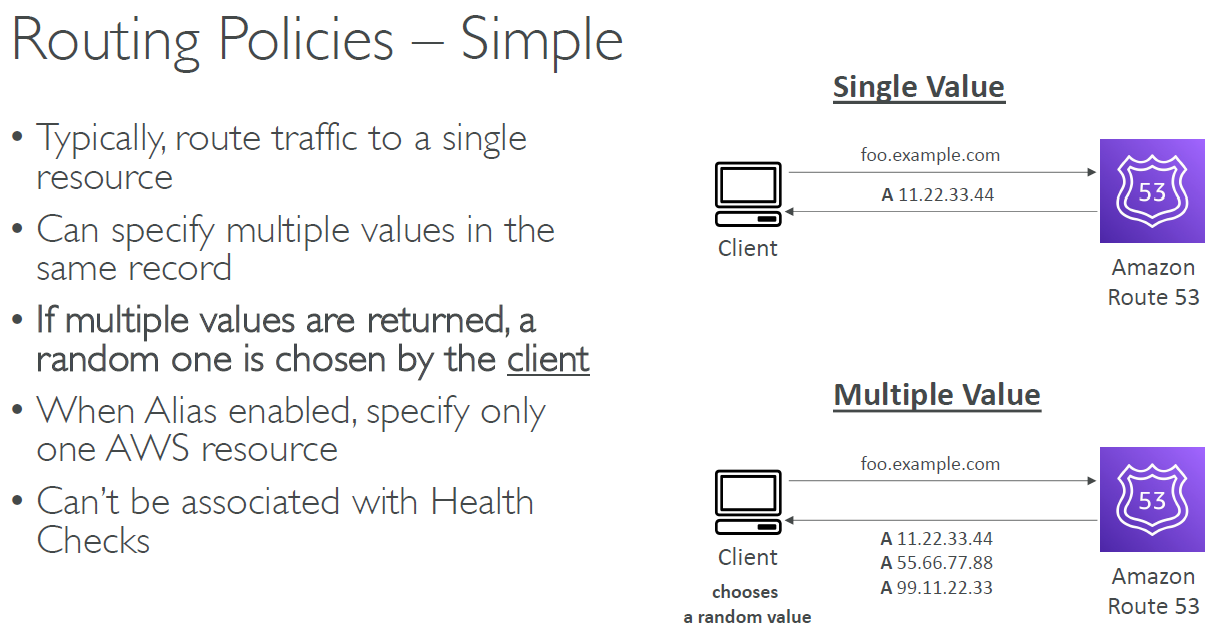 Routing Policies – Simple
• Typically, route traffic to a single
resource
• Can specify multiple values in the
same record
• If multiple values are returned, a
random one is chosen by the client
• When Alias enabled, specify only
one AWS resource
• Can’t be associated with Health
Checks
Single Value
foo.example.com
A 11.22.33.44
Client
53
Amazon
Route 53
Multiple Value
foo.example.com
A 11.22.33.44
A 55.66.77.88
A 99.11.22.33
Client
chooses
a random value
53
Amazon
Route 53